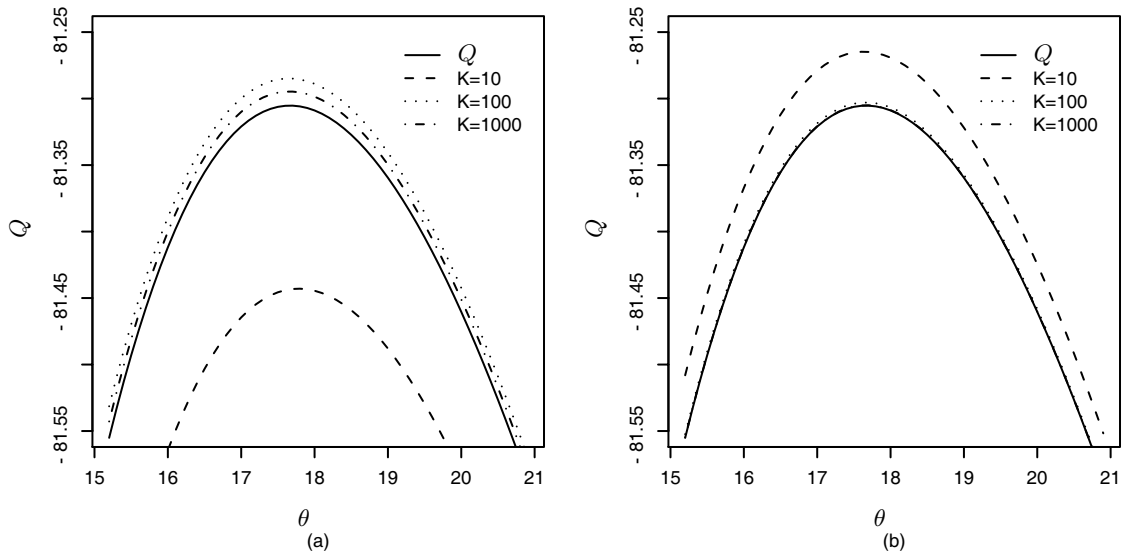 - 81.25
- 81.35
- 81.45
- 81.55
Q
Q
K=10
K=100
K=1000
15 16 17 18 19 20 21
θ
(a)
- 81.25
- 81.35
- 81.45
- 81.55
Q
Q
K=10
K=100
K=1000
15 16 17 18 19 20 21
θ
(b)